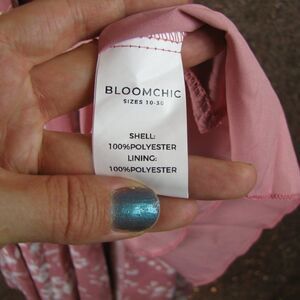 BLOOMCHIC
SIZES 10-30
SHELL:
100%POLYESTER
LINING:
100%POLYESTER